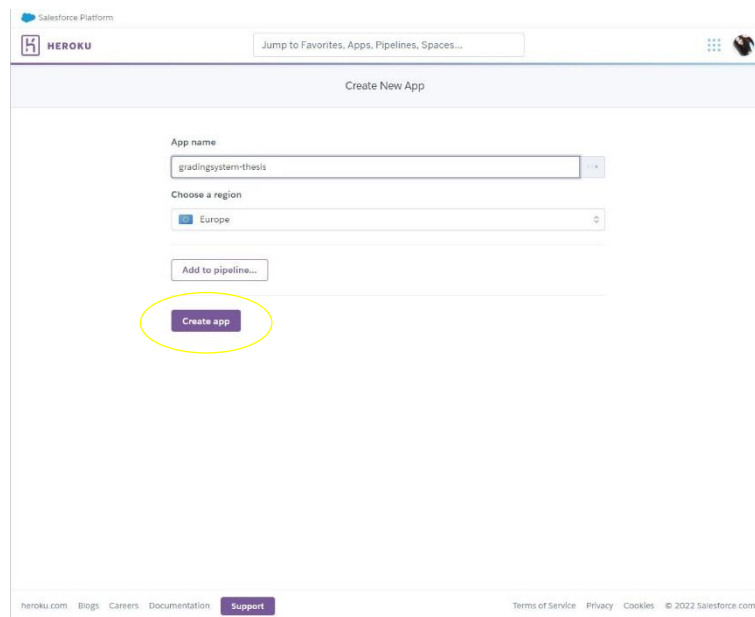 Salesforce Platform
HEROKU
Jump to Favorites, Apps, Pipelines, Spaces...
Create New App
App name
gradingsystem-thesis
Choose a region
Europe
Add to pipeline...
Create app
heroku.com Blogs Careers Documentation Support Terms of Service Privacy Cookies © 2022 Salesforce.com